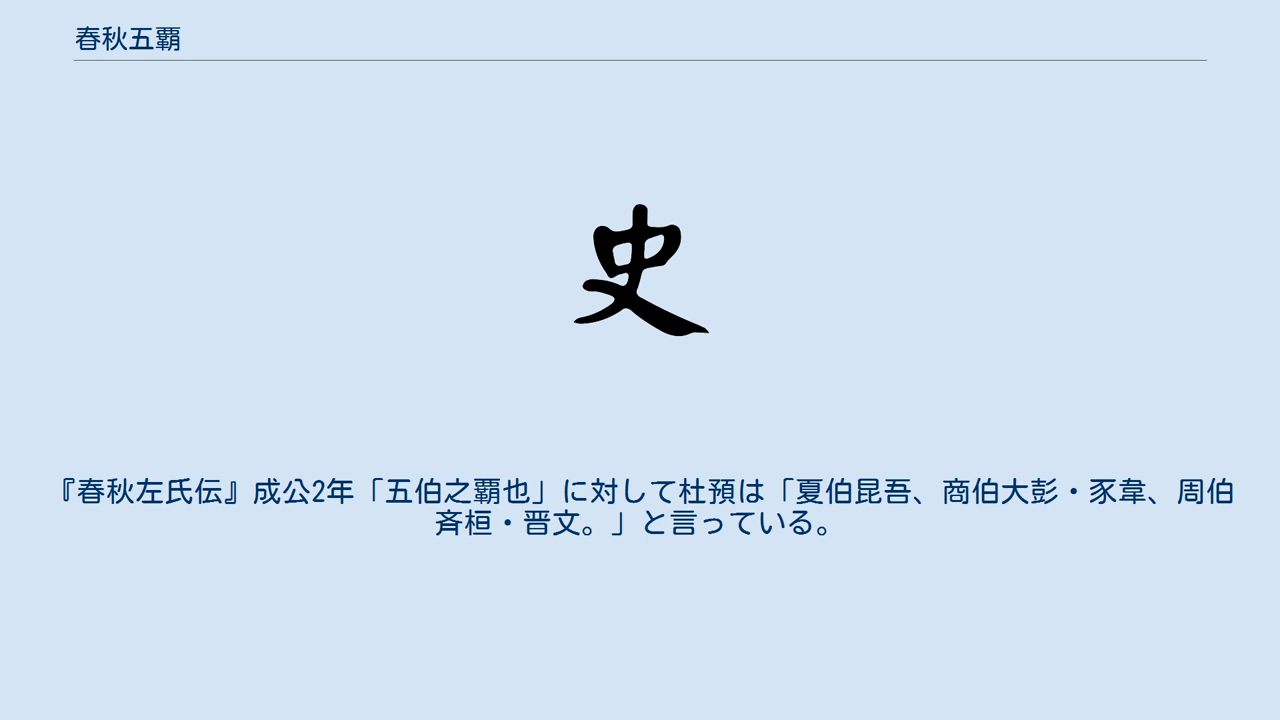 春秋五覇
史
『春秋左氏伝』成公2年「五伯之覇也」に対して杜預は「夏伯昆吾、商伯大彭・豕韋、周伯
斉桓・晋文。」と言っている。